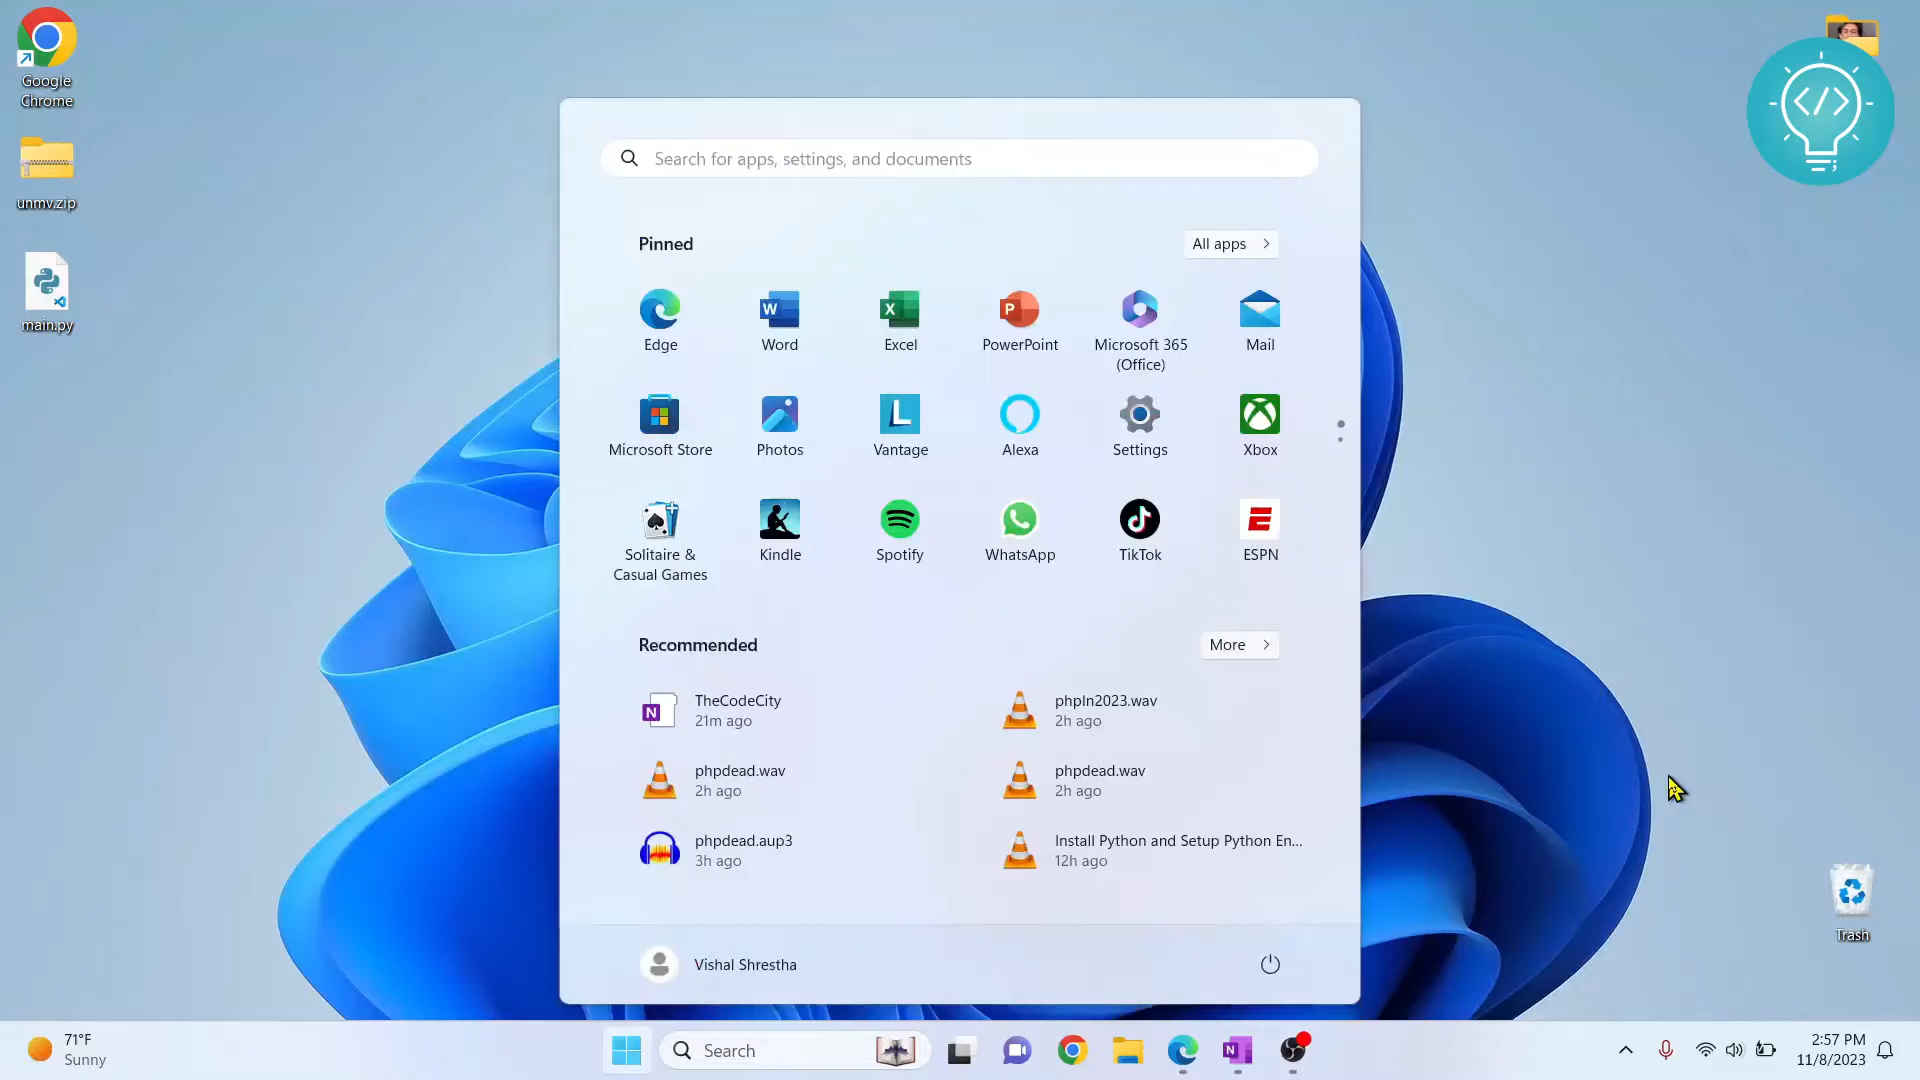 Google
Chrome
unmv.zip
main.py
Search for apps, settings, and documents
Pinned
All apps
Edge
Word
Excel
PowerPoint
Microsoft 365
(Office)
Mail
Microsoft Store
Photos
Vantage
Alexa
Settings
Xbox
Solitaire &
Casual Games
Kindle
Spotify
WhatsApp
TikTok
ESPN
Recommended
More
TheCodeCity
21m ago
phpIn2023.wav
2h ago
phpdead.wav
2h ago
phpdead.wav
2h ago
phpdead.aup3
3h ago
Install Python and Setup Python En...
12h ago
Vishal Shrestha
Trash
71°F
Sunny
Search
2:57 PM
11/8/2023